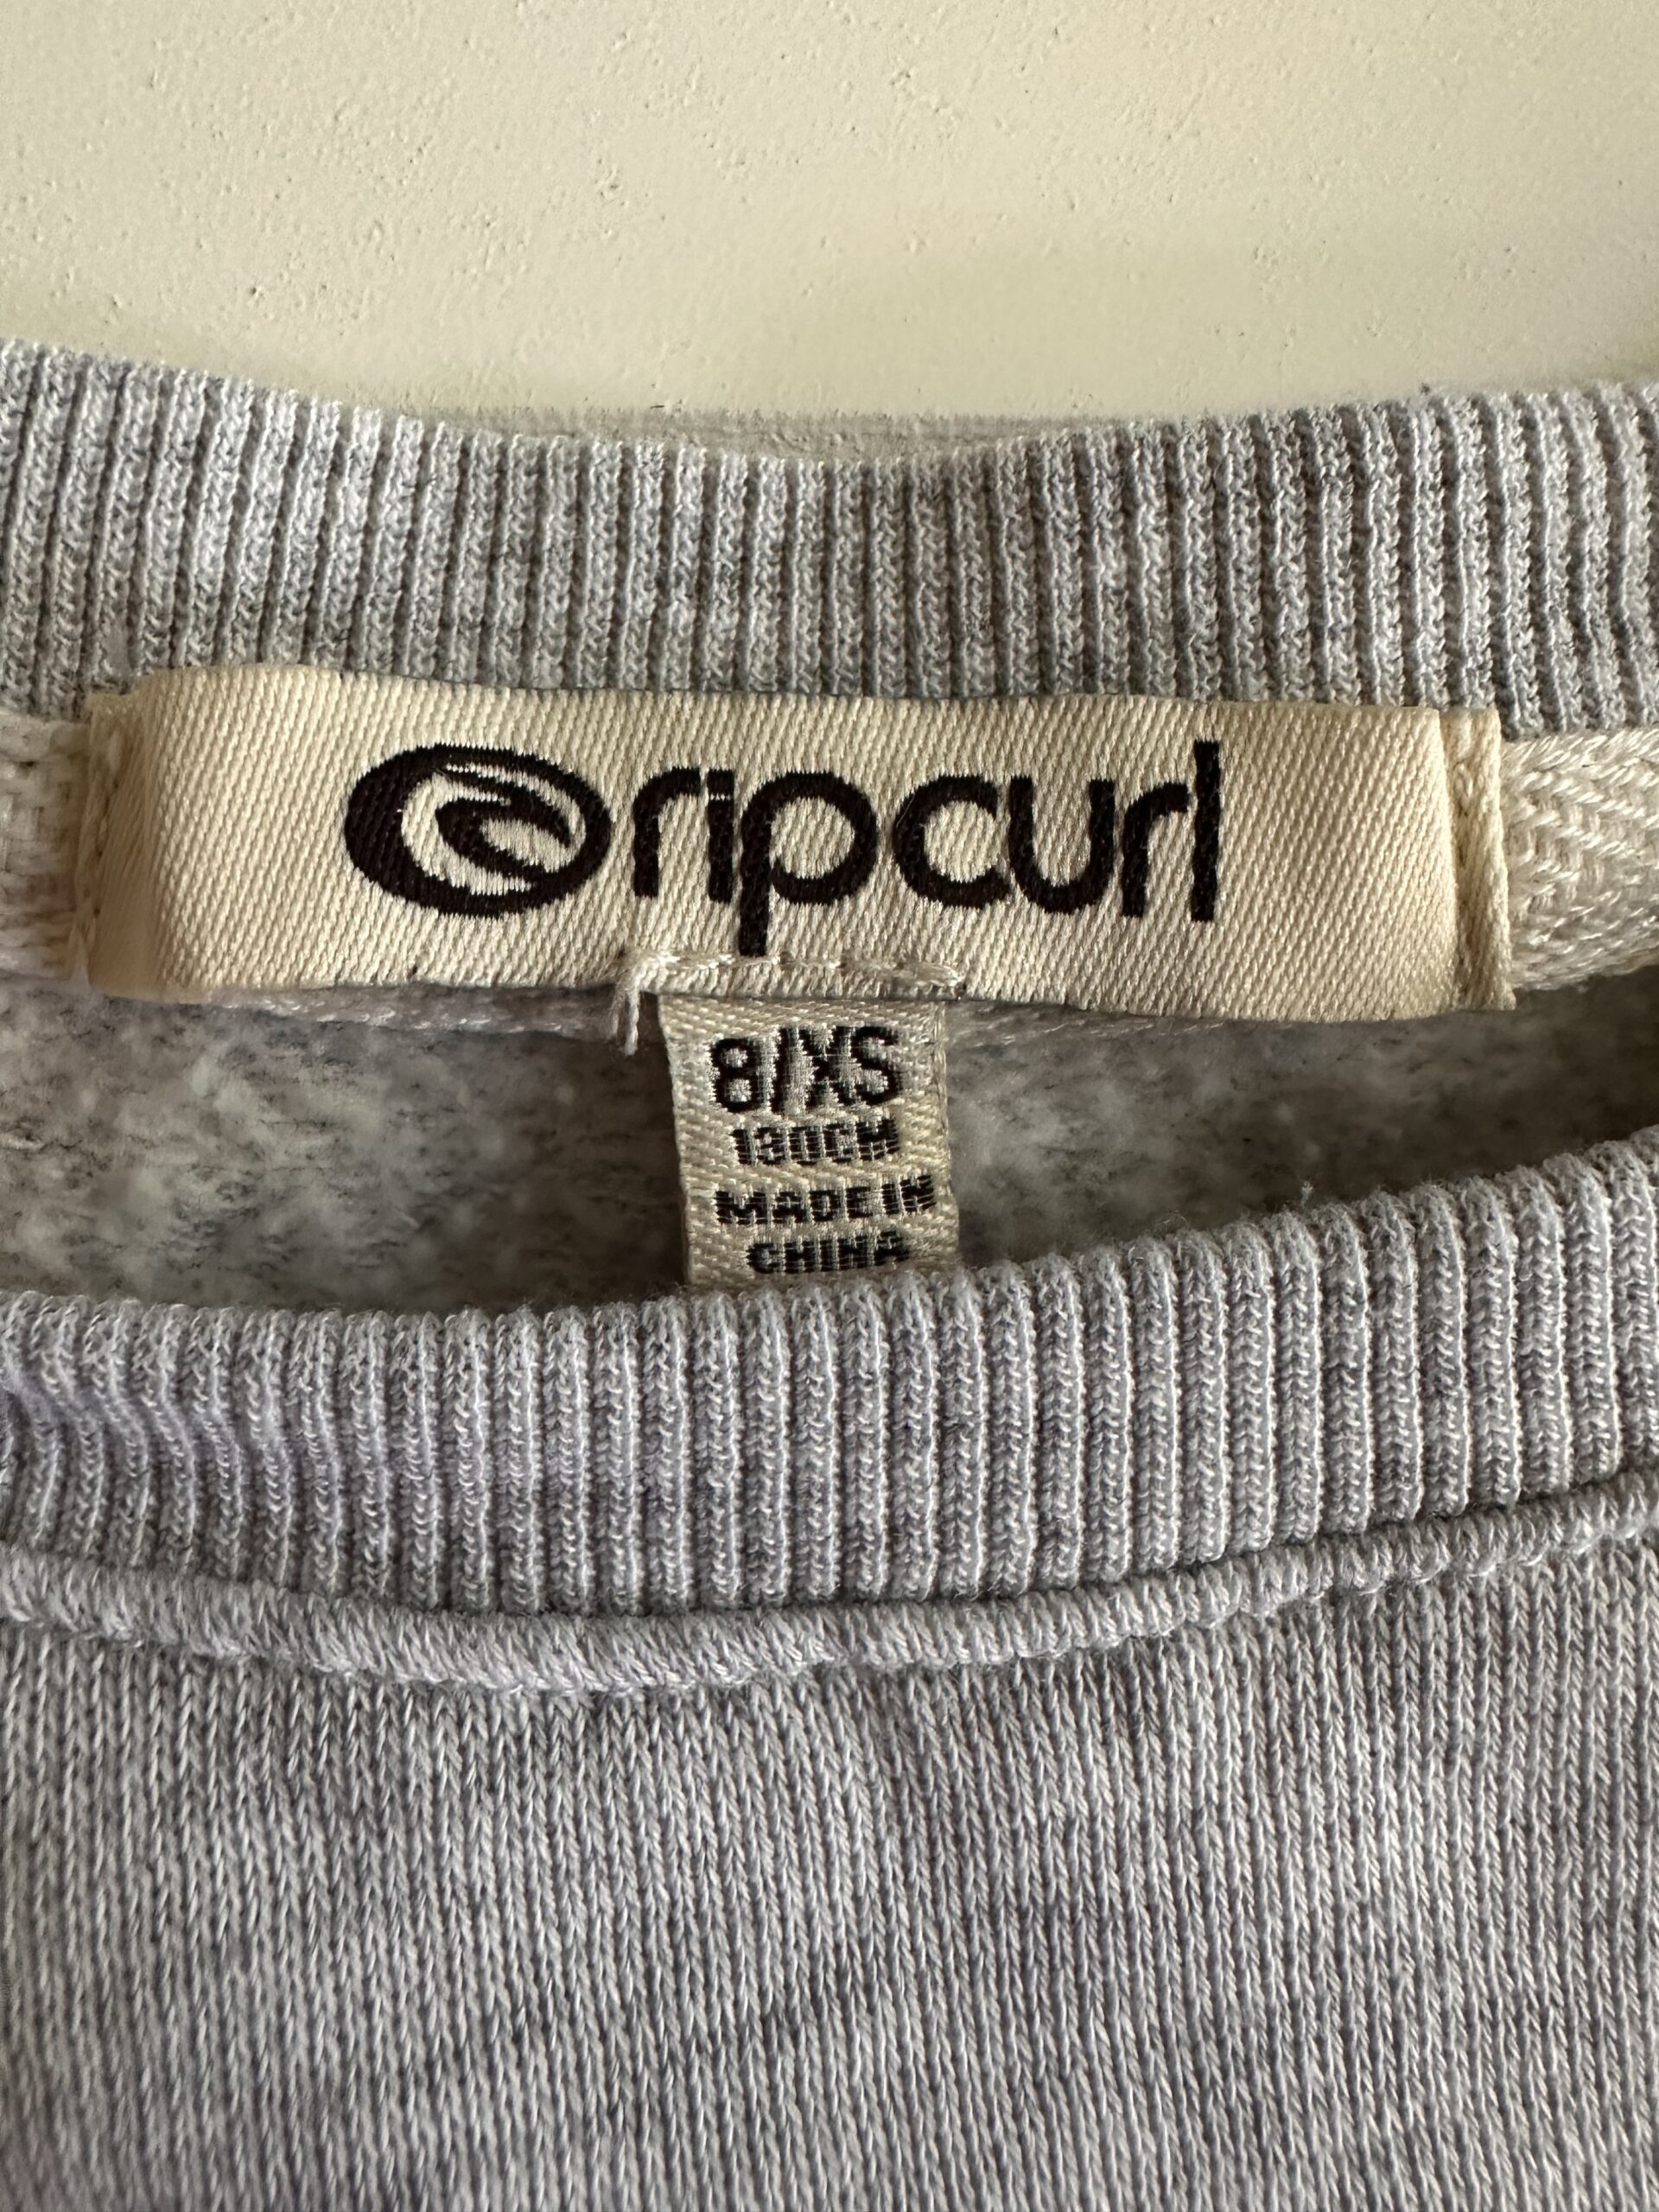 ripcurl
8/XS
130CM
MADE IN
CHINA